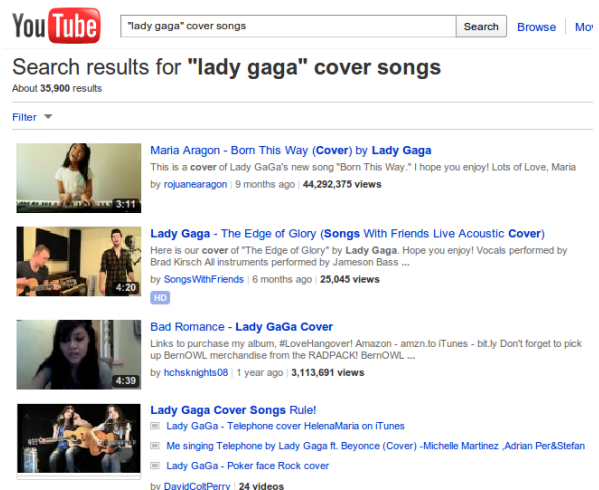 YouTube "lady gaga" cover songs Search Browse Mo
Search results for "lady gaga" cover songs
About 35,900 results
Filter
Maria Aragon - Born This Way (Cover) by Lady Gaga
This is a cover of Lady GaGa's new song "Born This Way." I hope you enjoy! Lots of Love, Maria
by rojuanearagon | 9 months ago | 44,292,375 views
3:11
Lady Gaga - The Edge of Glory (Songs With Friends Live Acoustic Cover)
Here is our cover of "The Edge of Glory" by Lady Gaga. Hope you enjoy! Vocals performed by
Brad Kirsch All instruments performed by Jameson Bass ...
by SongsWithFriends | 6 months ago | 25,045 views
4:20
HD
Bad Romance - Lady GaGa Cover
Links to purchase my album, #LoveHangover! Amazon - amzn.to iTunes - bit.ly Don't forget to pick
up BernOWL merchandise from the RADPACK! BernOWL ...
by hchsknights08 | 1 year ago | 3,113,691 views
4:39
Lady Gaga Cover Songs Rule!
Lady GaGa - Telephone cover HelenaMaria on iTunes
Me singing Telephone by Lady Gaga ft. Beyonce (Cover) -Michelle Martinez ,Adrian Per&Stefan
Lady GaGa - Poker face Rock cover
by DavidColtPerry | 24 videos